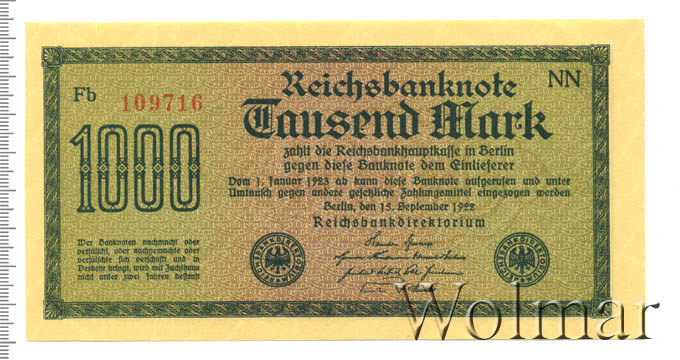 Reichsbanknote
NN
Fb 109716
Tausend Mark
1000
zahlt die Reichsbankhauptkasse in Berlin
gegen diese Banknote dem Einlieferer
Vom 1. Januar 1923 ab kann diese Banknote aufgerufen und unter
Umtausch gegen andere gesetzliche Zahlungsmittel eingezogen werden
Berlin, den 15. September 1922
Reichsbankdirektorium
Wer Banknoten nachmacht oder
verfälscht, oder nachgemachte oder
verfälschte sich verschafft und in
Verkehr bringt, wird mit Zuchthaus
nicht unter zwei Jahren bestraft
REICHSBANKDIREKTORIUM
REICHSBANKDIREKTORIUM
Wolmar